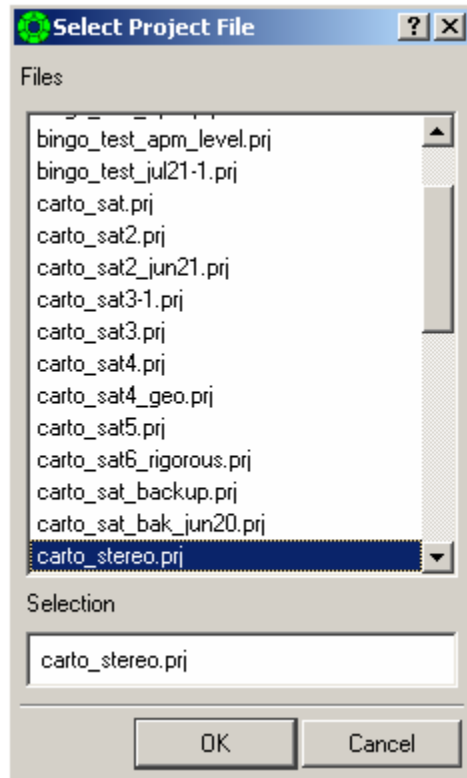 Select Project File
Files
bingo_test_apm_level.prj
bingo_test_jul21-1.prj
carto_sat.prj
carto_sat2.prj
carto_sat2_jun21.prj
carto_sat3-1.prj
carto_sat3.prj
carto_sat4.prj
carto_sat4_geo.prj
carto_sat5.prj
carto_sat6_rigorous.prj
carto_sat_backup.prj
carto_sat_bak_jun20.prj
carto_stereo.prj
Selection
carto_stereo.prj
OK Cancel